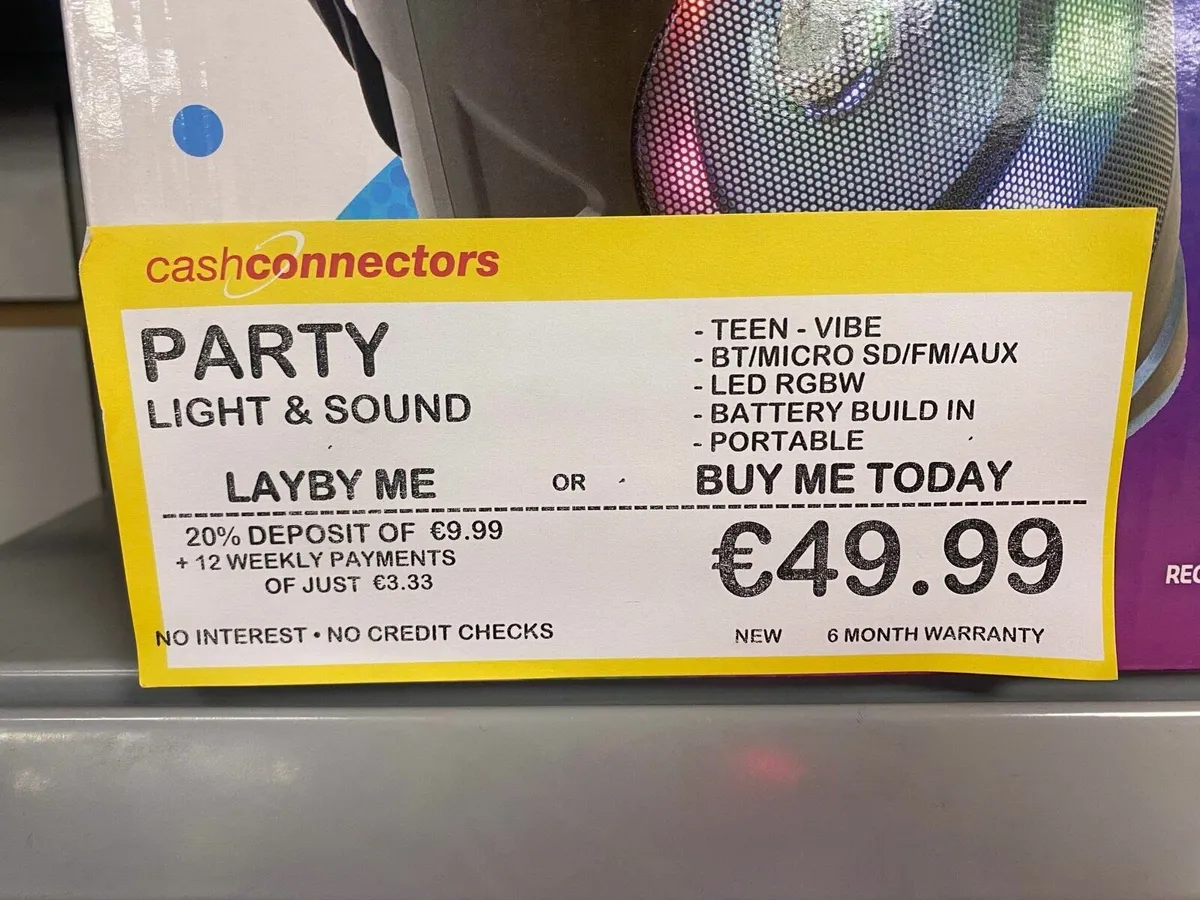 cashconnectors
PARTY
LIGHT & SOUND
- TEEN - VIBE
- BT/MICRO SD/FM/AUX
- LED RGBW
- BATTERY BUILD IN
- PORTABLE
LAYBY ME OR BUY ME TODAY
20% DEPOSIT OF €9.99
+ 12 WEEKLY PAYMENTS
OF JUST €3.33
€49.99
NO INTEREST • NO CREDIT CHECKS
NEW 6 MONTH WARRANTY